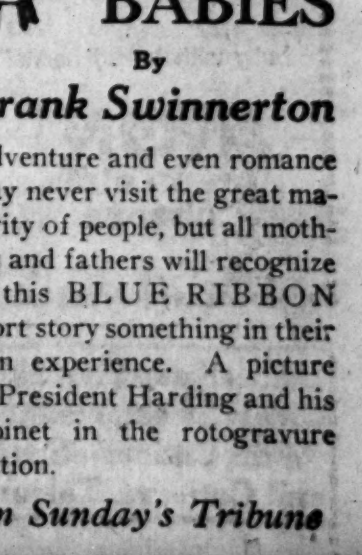 BABIES
By
rank Swinnerton
lventure and even romance
y never visit the great ma-
ity of people, but all moth-
and fathers will recognize
this BLUE RIBBON
ort story something in their
n experience. A picture
President Harding and his
binet in the rotogravure
tion.
n Sunday's Tribune